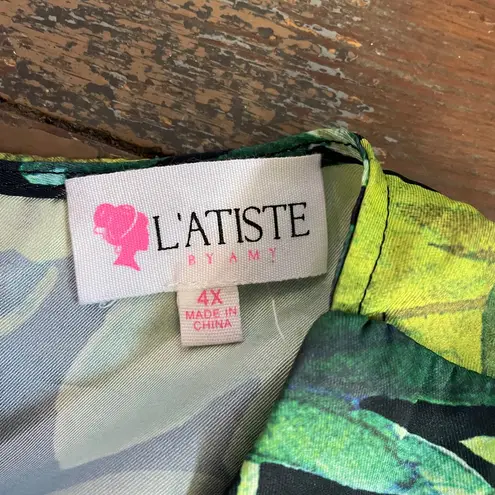 L'ATISTE
BY AMY
4X
MADE IN
CHINA